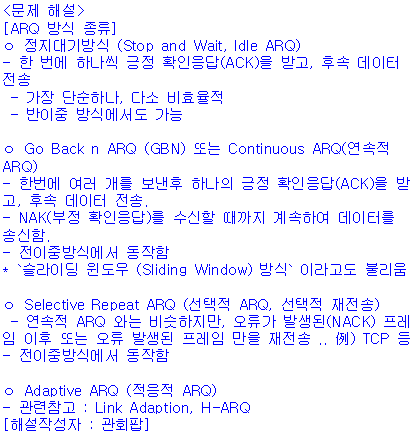 <문제 해설>
[ARQ 방식 종류]
ㅇ 정지대기방식 (Stop and Wait, Idle ARQ)
- 한 번에 하나씩 긍정 확인응답(ACK)을 받고, 후속 데이터
전송
 - 가장 단순하나, 다소 비효율적
 - 반이중 방식에서도 가능

ㅇ Go Back n ARQ (GBN) 또는 Continuous ARQ(연속적
ARQ)
- 한번에 여러 개를 보낸후 하나의 긍정 확인응답(ACK)을 받
고, 후속 데이터 전송.
- NAK(부정 확인응답)를 수신할 때까지 계속하여 데이터를
송신함.
- 전이중방식에서 동작함
* `슬라이딩 윈도우 (Sliding Window) 방식` 이라고도 불리움

ㅇ Selective Repeat ARQ (선택적 ARQ, 선택적 재전송)
 - 연속적 ARQ 와는 비슷하지만, 오류가 발생된(NACK) 프레
임 이후 또는 오류 발생된 프레임 만을 재전송 .. 例) TCP 등
- 전이중방식에서 동작함

ㅇ Adaptive ARQ (적응적 ARQ)
- 관련참고 : Link Adaption, H-ARQ
[해설작성자 : 관회팝]